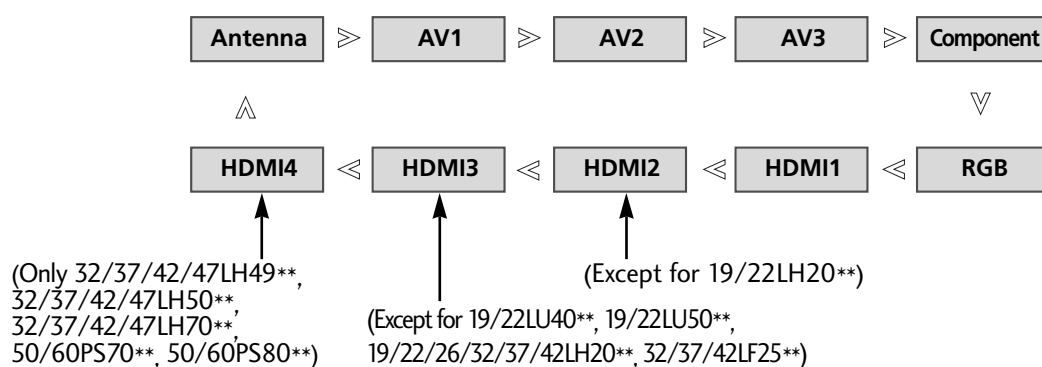 Antenna AV1 AV2 AV3 Component
HDMI4 HDMI3 HDMI2 HDMI1 RGB
(Only 32/37/42/47LH49**,
32/37/42/47LH50**,
32/37/42/47LH70**,
50/60PS70**, 50/60PS80**)
(Except for 19/22LU40**, 19/22LU50**,
19/22/26/32/37/42LH20**, 32/37/42LF25**)
(Except for 19/22LH20**)